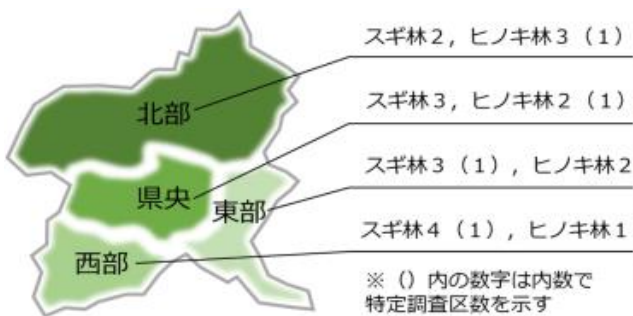 スギ林２，ヒノキ林３（１）
北部
スギ林３，ヒノキ林２（１）
県央
スギ林３（１），ヒノキ林２
東部
スギ林４（１），ヒノキ林１
西部
※（）内の数字は内数で
特定調査区数を示す